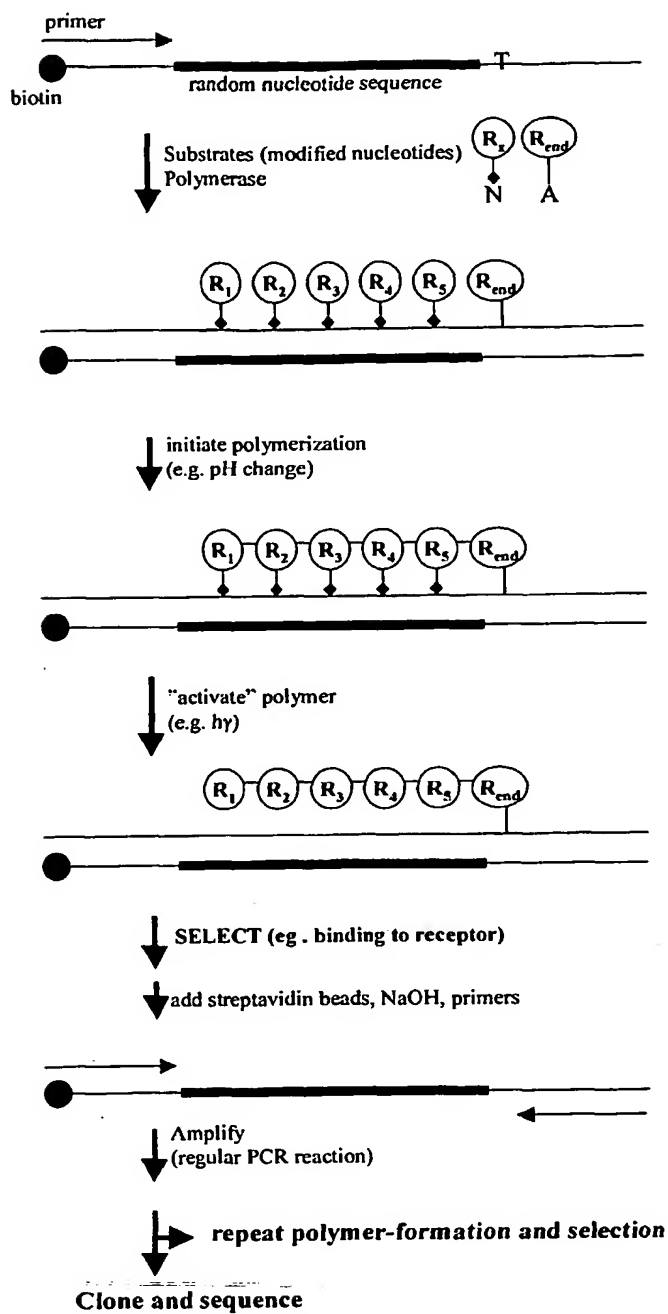 primer
T
biotin
random nucleotide sequence
Substrates (modified nucleotides)
Polymerase
Rx Rend
N A
R1 R2 R3 R4 R5 Rend
initiate polymerization
(e.g. pH change)
R1 R2 R3 R4 R5 Rend
"activate" polymer
(e.g. hγ)
R1 R2 R3 R4 R5 Rend
SELECT (eg . binding to receptor)
add streptavidin beads, NaOH, primers
Amplify
(regular PCR reaction)
repeat polymer-formation and selection
Clone and sequence